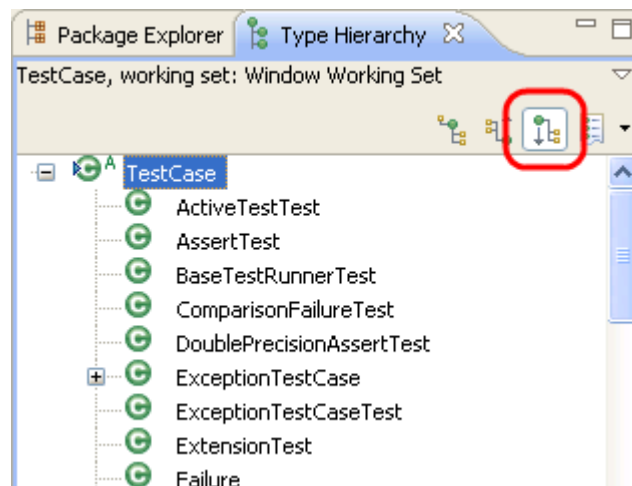 Package Explorer Type Hierarchy
TestCase, working set: Window Working Set
A TestCase
C ActiveTestTest
C AssertTest
C BaseTestRunnerTest
C ComparisonFailureTest
C DoublePrecisionAssertTest
C ExceptionTestCase
C ExceptionTestCaseTest
C ExtensionTest
C Failure